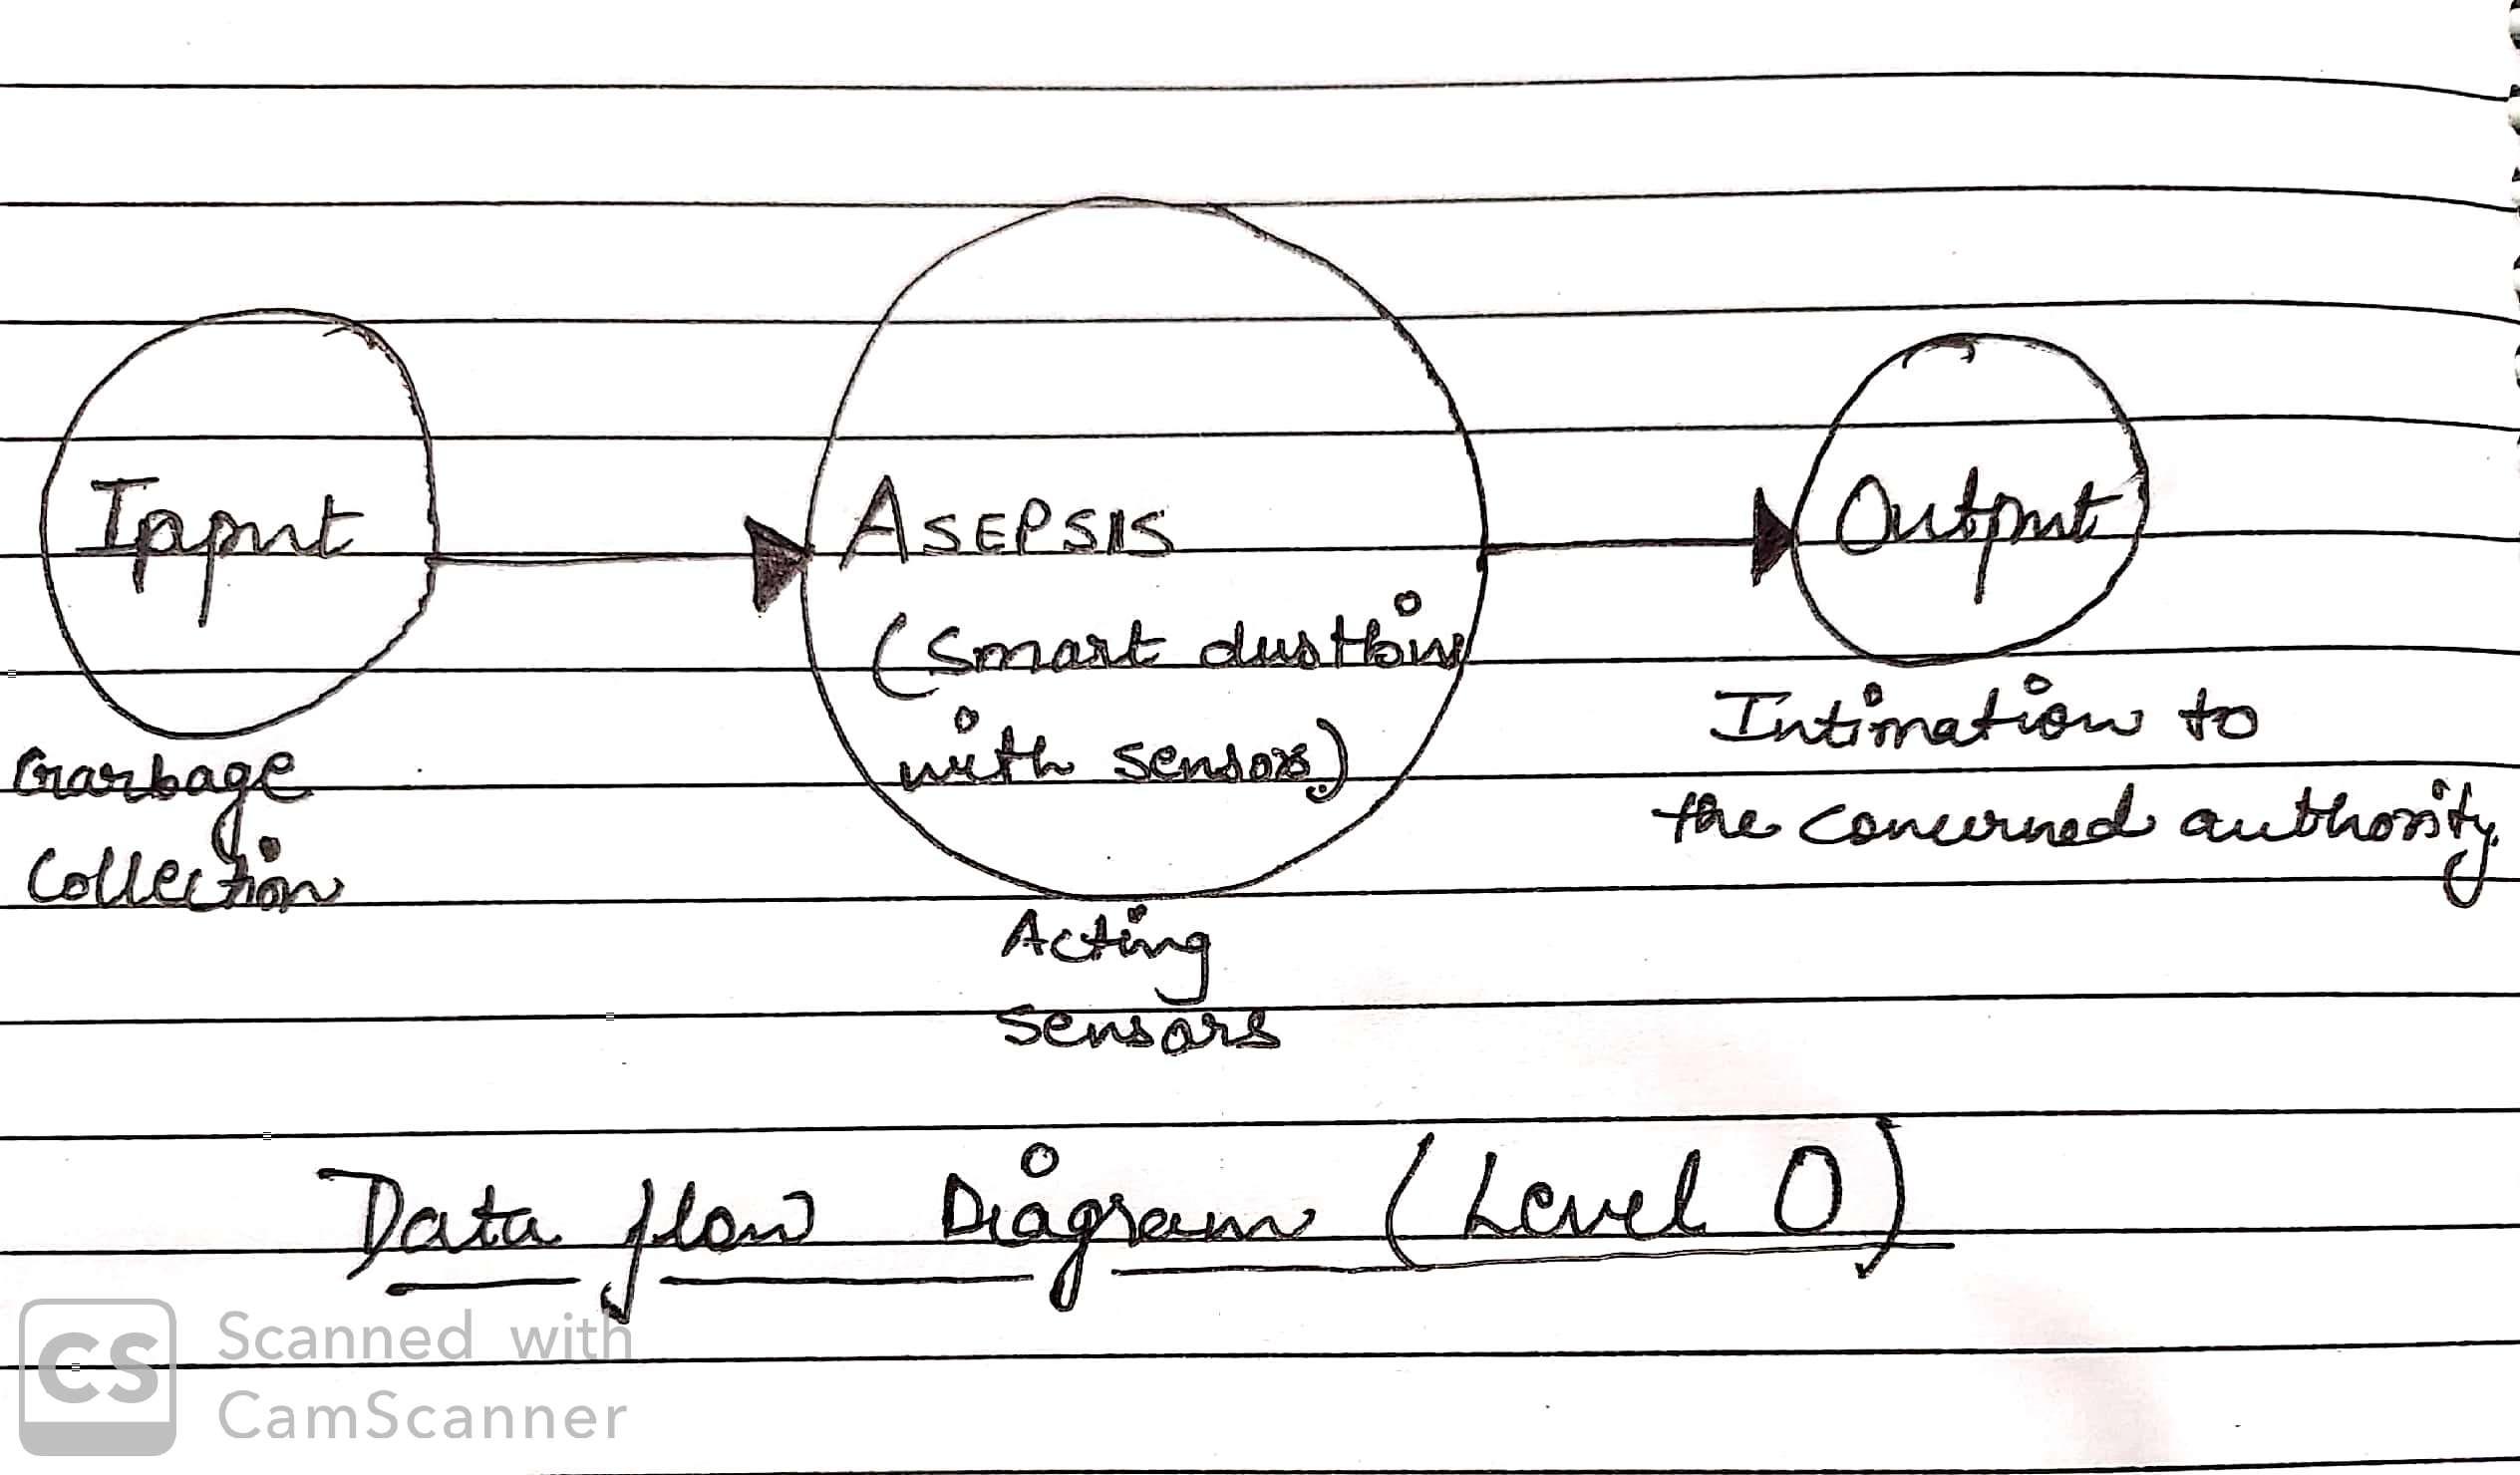 Input
Garbage
Collection
ASEPSIS
(Smart dustbin
with sensors)
Acting
Sensors
Output
Intimation to
the concerned authority
Data flow Diagram (Level 0)
CS
Scanned with
CamScanner